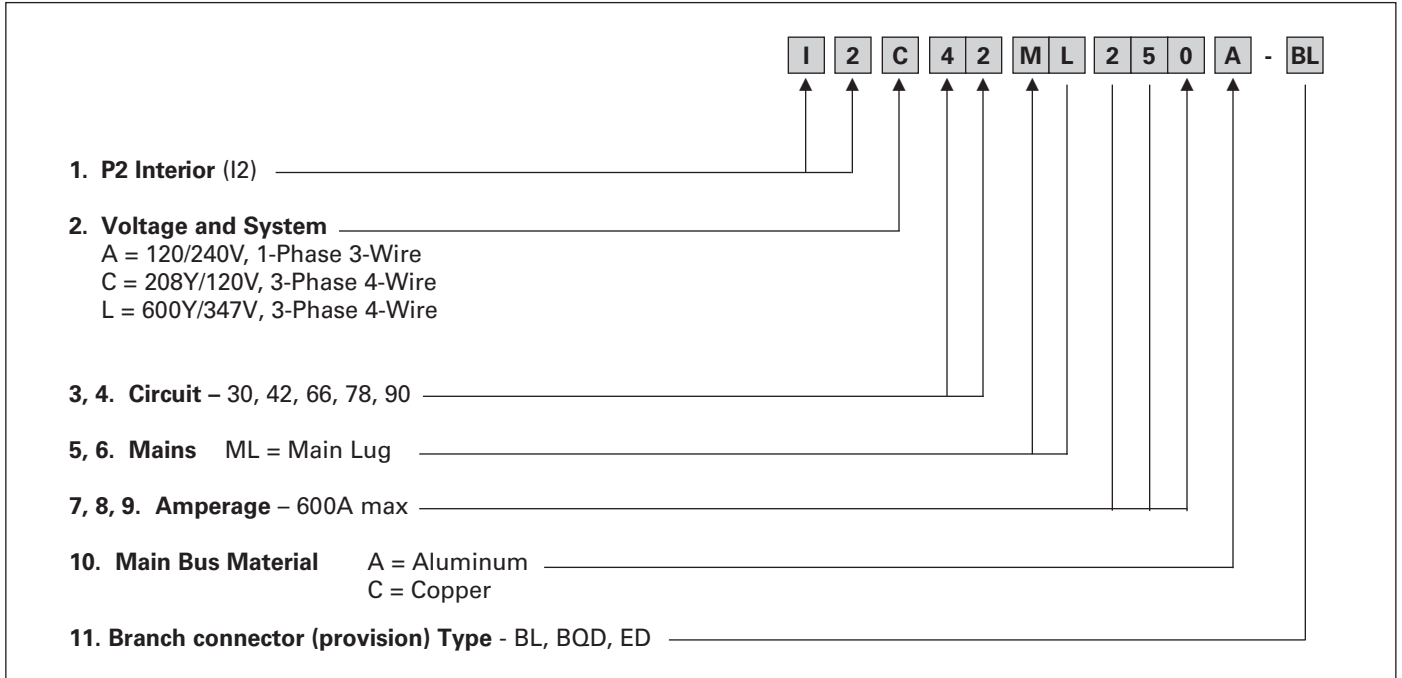 I 2 C 4 2 M L 2 5 0 A - BL
1. P2 Interior (I2)
2. Voltage and System
A = 120/240V, 1-Phase 3-Wire
C = 208Y/120V, 3-Phase 4-Wire
L = 600Y/347V, 3-Phase 4-Wire
3, 4. Circuit – 30, 42, 66, 78, 90
5, 6. Mains ML = Main Lug
7, 8, 9. Amperage – 600A max
10. Main Bus Material A = Aluminum
C = Copper
11. Branch connector (provision) Type - BL, BQD, ED